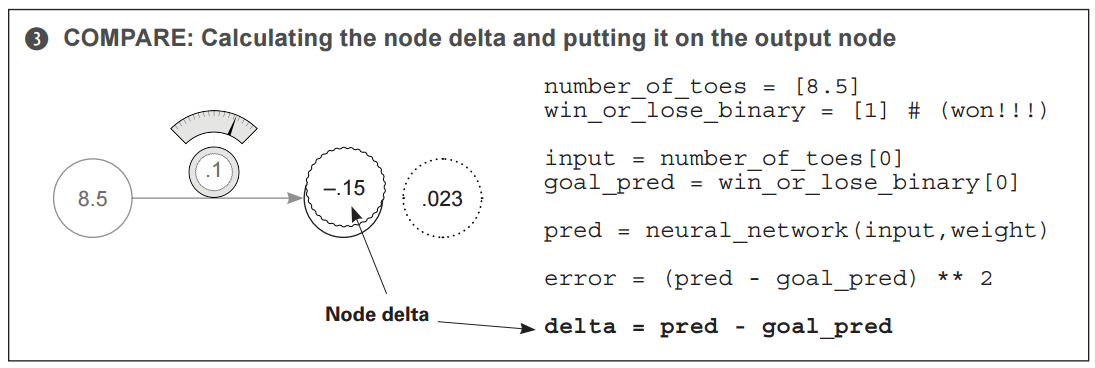 3 COMPARE: Calculating the node delta and putting it on the output node
number_of_toes = [8.5]
win_or_lose_binary = [1] # (won!!!)
input = number_of_toes[0]
goal_pred = win_or_lose_binary[0]
pred = neural_network(input,weight)
error = (pred - goal_pred) ** 2
delta = pred - goal_pred
.1
8.5
–.15
.023
Node delta